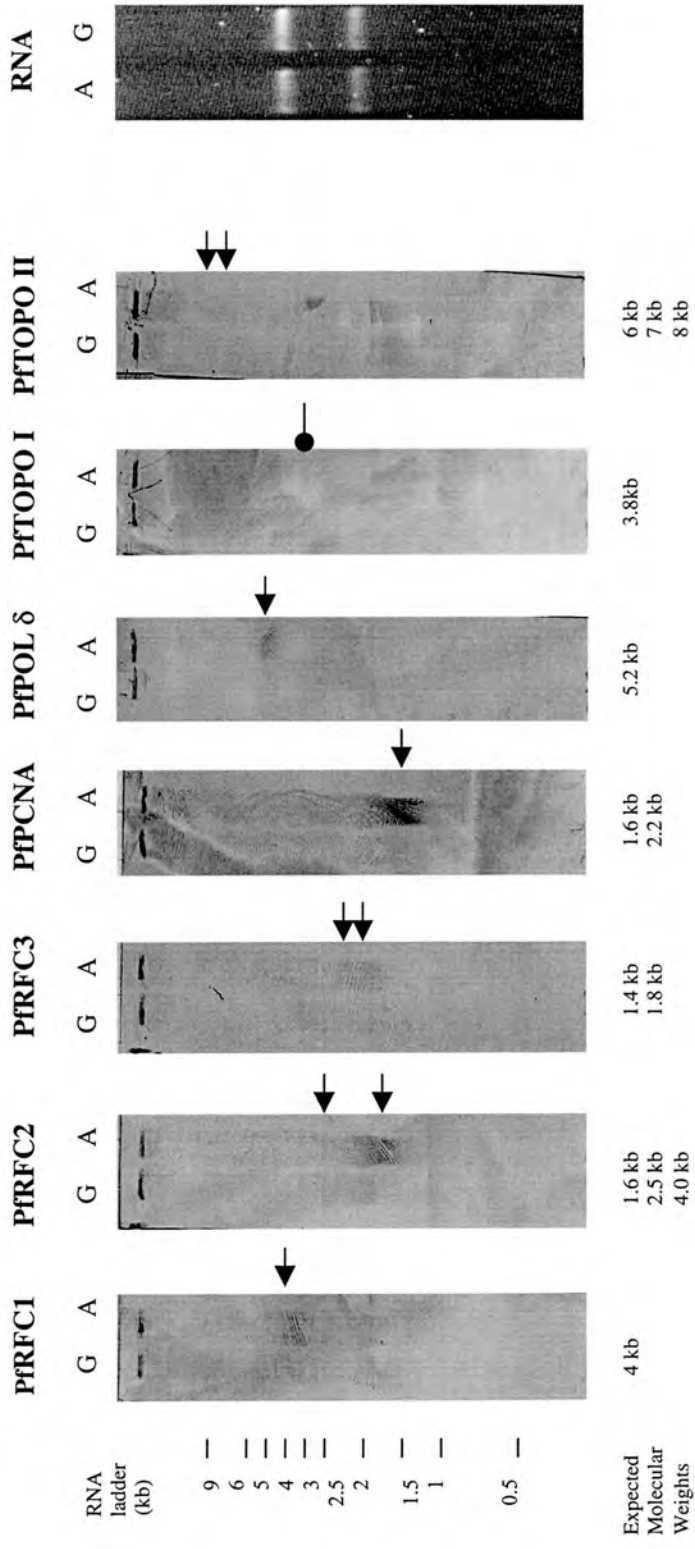 PfRFC1 PfRFC2 PfRFC3 PfPCNA PfPOL δ PfTOPO I PfTOPO II RNA
G A G A G A G A G A G A G A A G
RNA
ladder
(kb)
9
6
5
4
3
2.5
2
1.5
1
0.5
Expected 4 kb 1.6 kb 1.4 kb 1.6 kb 5.2 kb 3.8kb 6 kb
Molecular 2.5 kb 1.8 kb 2.2 kb 7 kb
Weights 4.0 kb 8 kb